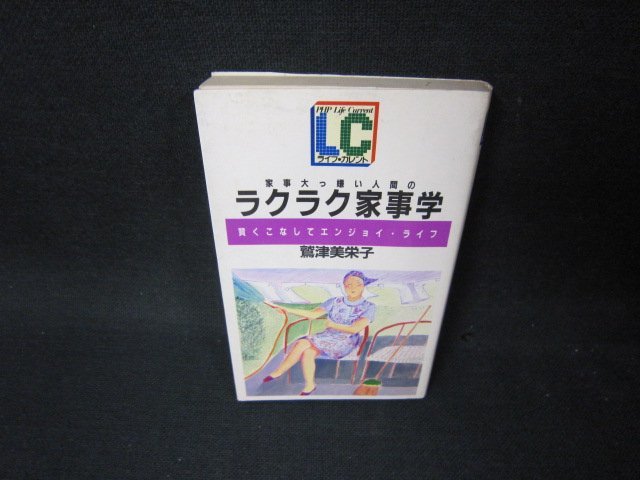 PHP Life Current
LC
ライフ・カレント
家事大っ嫌い人間の
ラクラク家事学
賢くこなしてエンジョイ・ライフ
鷲津美栄子